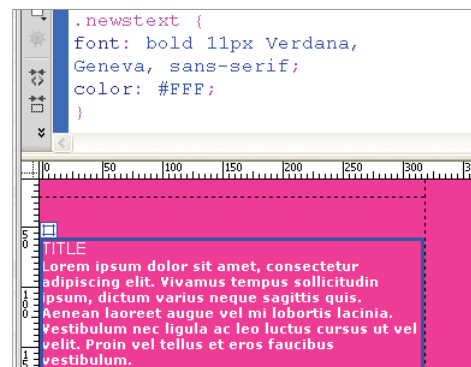 .newstext {
font: bold 11px Verdana,
Geneva, sans-serif;
color: #FFF;
}
0 50 100 150 200 250 300
TITLE
Lorem ipsum dolor sit amet, consectetur
adipiscing elit. Vivamus tempus sollicitudin
ipsum, dictum varius neque sagittis quis.
Aenean laoreet augue vel mi lobortis lacinia.
Vestibulum nec ligula ac leo luctus cursus ut vel
velit. Proin vel tellus et eros faucibus
vestibulum.